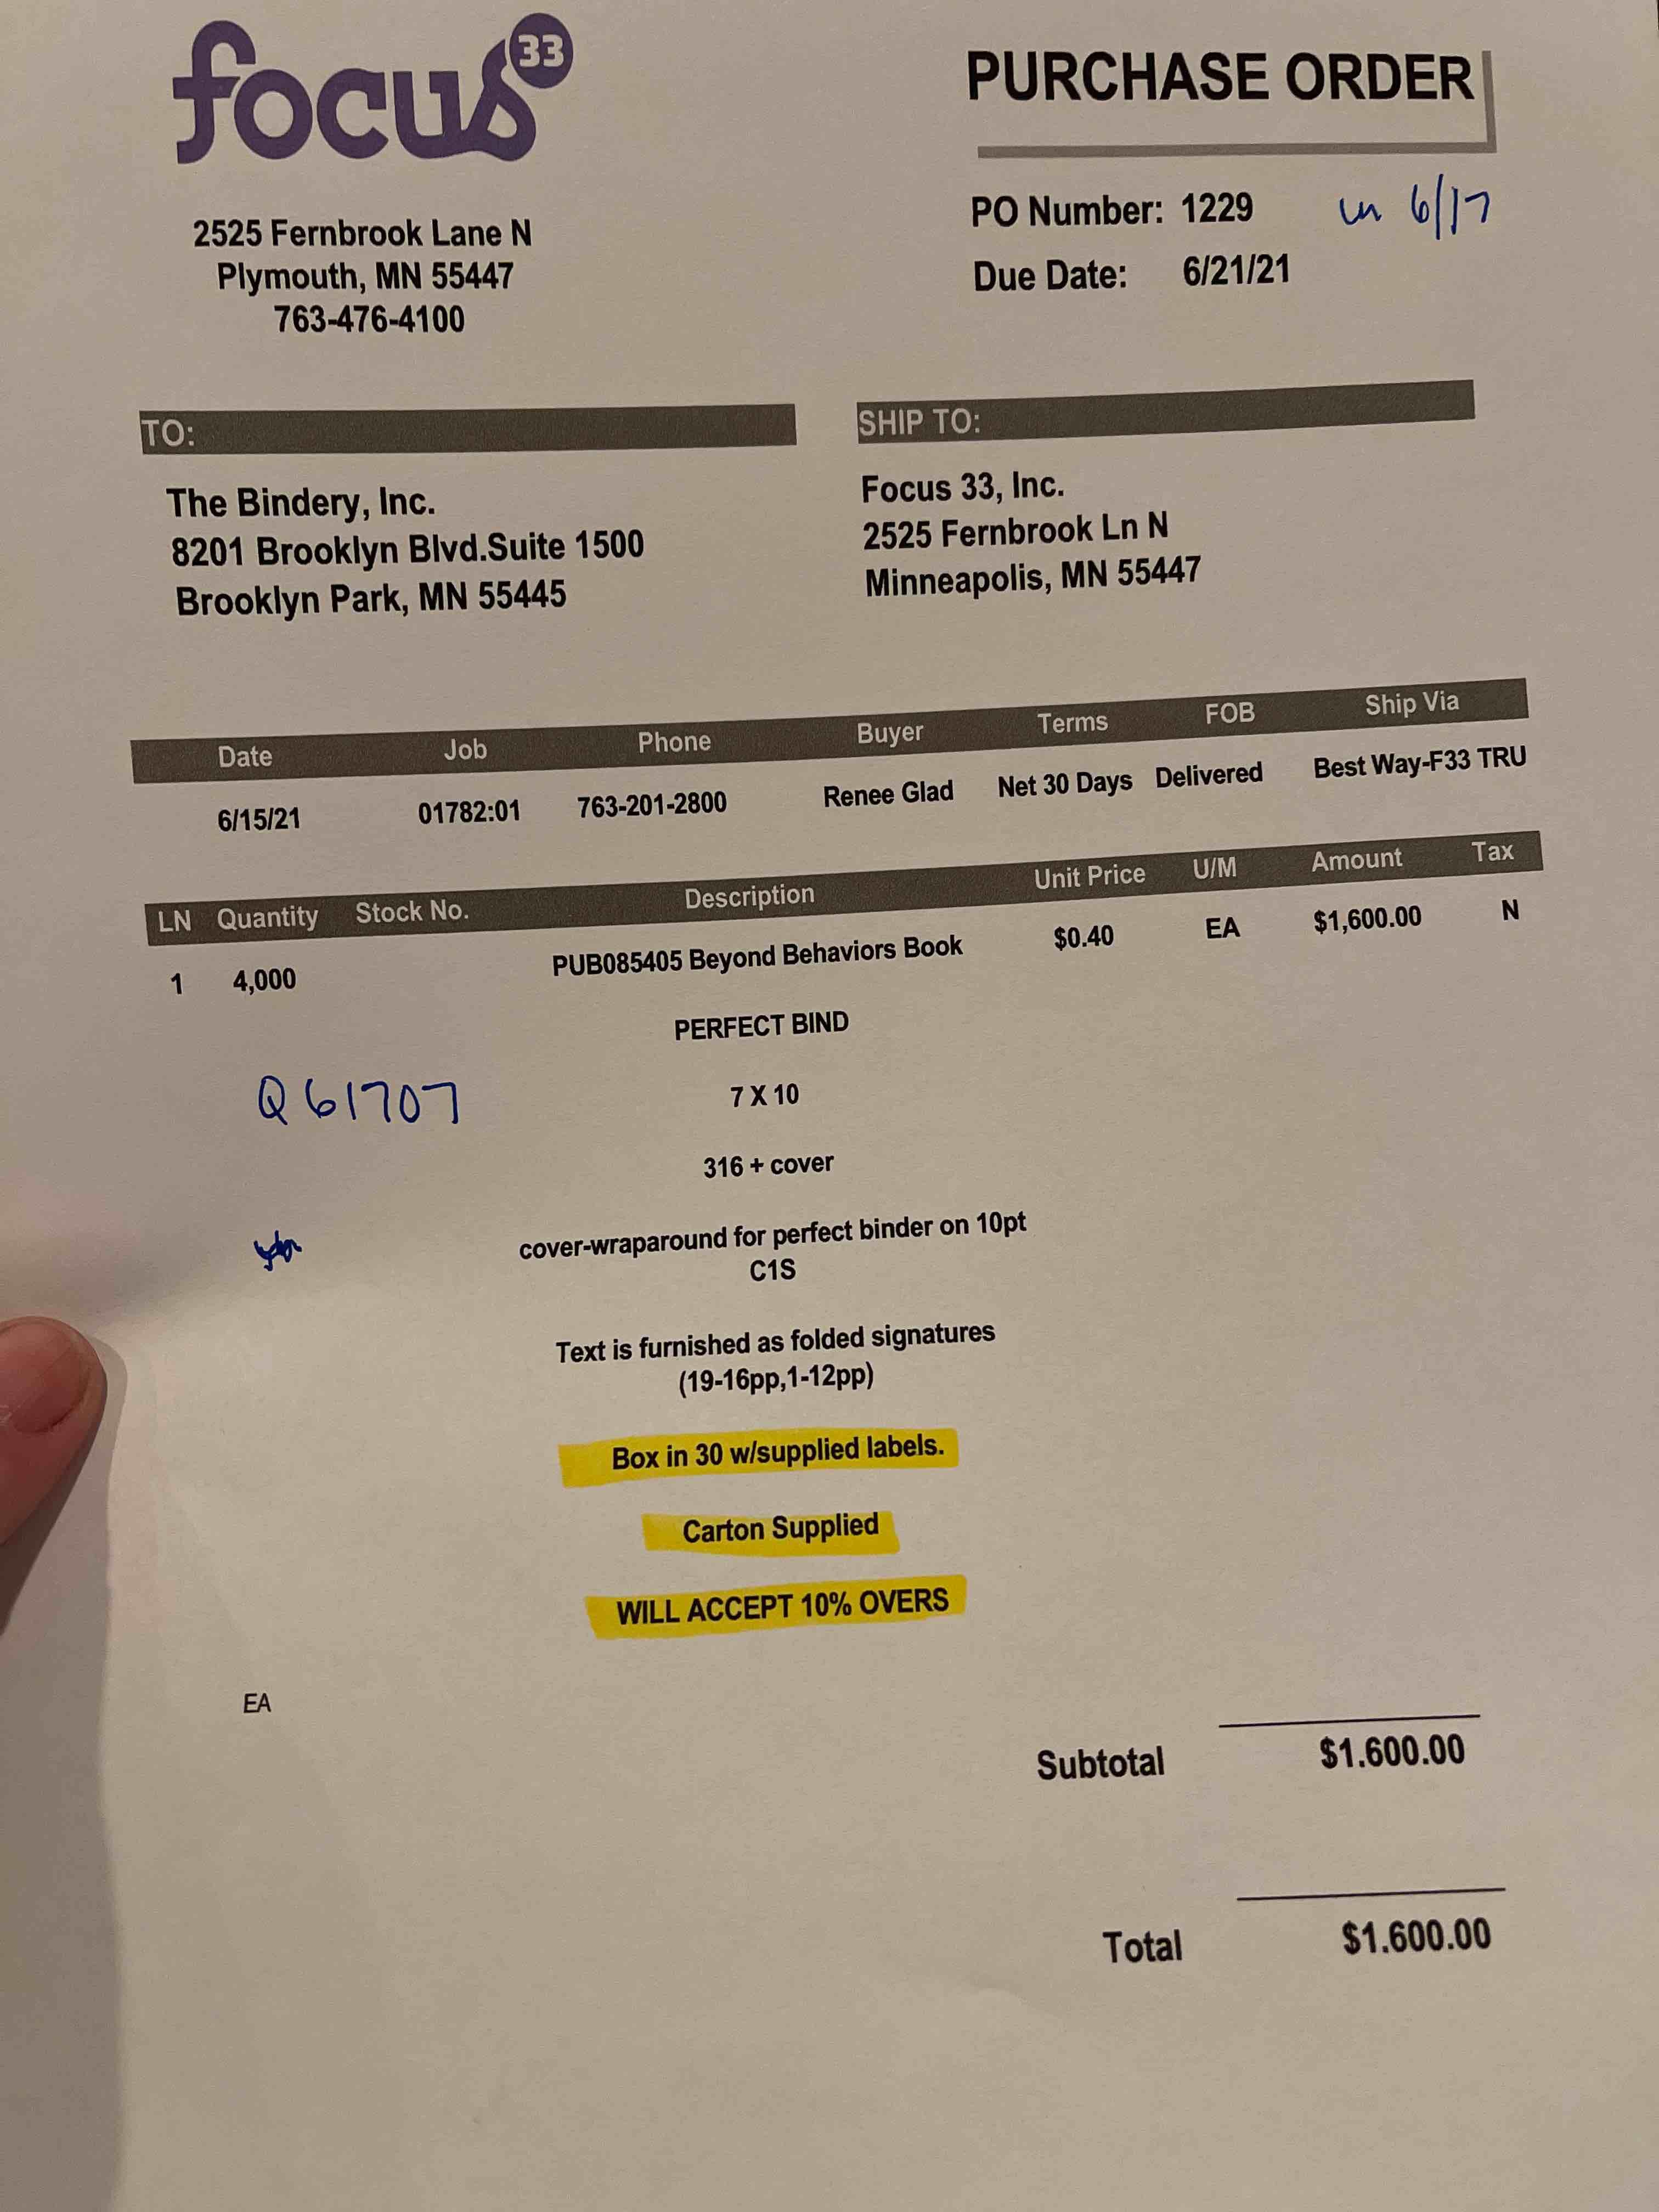 focus 33
PURCHASE ORDER
2525 Fernbrook Lane N
Plymouth, MN 55447
763-476-4100
PO Number: 1229 in 6/17
Due Date: 6/21/21
TO:
The Bindery, Inc.
8201 Brooklyn Blvd.Suite 1500
Brooklyn Park, MN 55445
SHIP TO:
Focus 33, Inc.
2525 Fernbrook Ln N
Minneapolis, MN 55447
Date Job Phone Buyer Terms FOB Ship Via
6/15/21 01782:01 763-201-2800 Renee Glad Net 30 Days Delivered Best Way-F33 TRU
LN Quantity Stock No. Description Unit Price U/M Amount Tax
1 4,000 PUB085405 Beyond Behaviors Book $0.40 EA $1,600.00 N
PERFECT BIND
Q61707 7 X 10
316 + cover
cover-wraparound for perfect binder on 10pt
C1S
Text is furnished as folded signatures
(19-16pp,1-12pp)
Box in 30 w/supplied labels.
Carton Supplied
WILL ACCEPT 10% OVERS
EA
Subtotal $1.600.00
Total $1.600.00